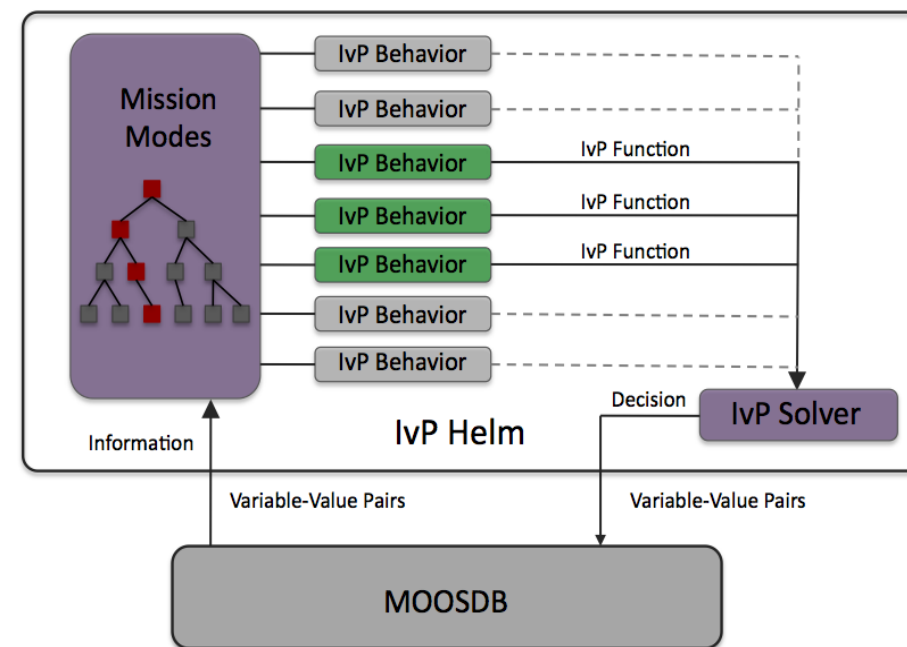 IvP Behavior
Mission
Modes
IvP Behavior
IvP Behavior
IvP Function
IvP Behavior
IvP Function
IvP Behavior
IvP Function
IvP Behavior
IvP Behavior
Decision
IvP Solver
Information
IvP Helm
Variable-Value Pairs
Variable-Value Pairs
MOOSDB